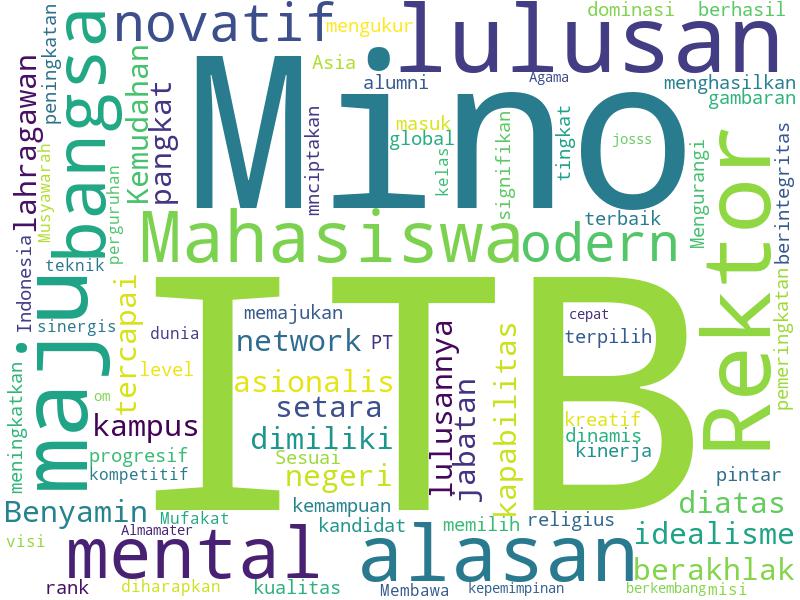 dominasi berhasil
novatif
mengukur
lulusan
peningkatan
bangsa
Asia
alumni
Agama
menghasilkan
gambaran
lahragawan
Musyawarah
Kemudahan
pangkat
Mino
mnciptakan
masuk
global
kelas
signifikan
tingkat
josss
Mengurangi
berintegritas
perguruhan
terbaik
Mahasiswa
odern
Rektor
teknik
Indonesia
maju
ITB
sinergis
dunia
memajukan
cepat
tercapai
network
PT
terpilih
pemeringkatan
level
asionalis
lulusannya
jabatan
kapabilitas
om
setara
kreatif
meningkatkan
kampus
dimiliki
dinamis
kinerja
progresif
Sesuai
kompetitif
negeri
pintar
diatas
Benyamin
Mufakat
kemampuan
kandidat
memilih
religius
idealisme
Almamater
visi
mental
alasan
berakhlak
rank
diharapkan
kualitas
Membawa
kepemimpinan
berkembang
misi